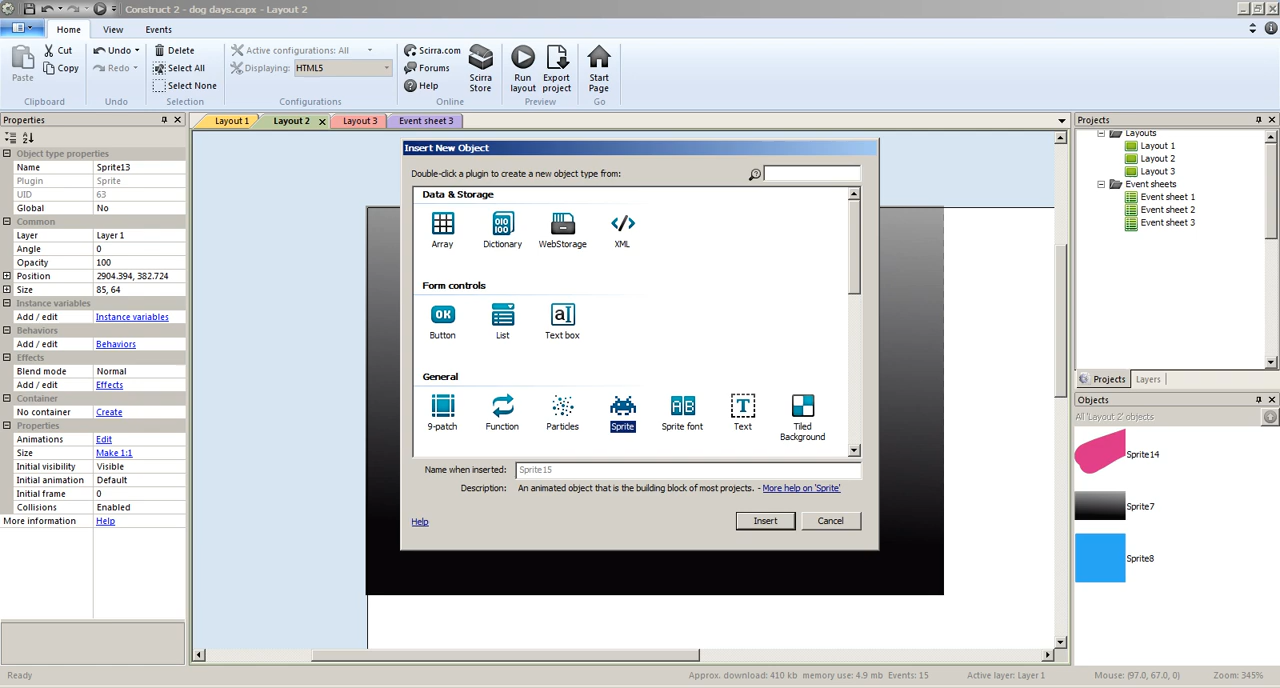 Construct 2 - dog days.capx - Layout 2
Home View Events
Paste
Cut
Copy
Clipboard
Undo
Redo
Undo
Delete
Select All
Select None
Selection
Active configurations: All
Displaying: HTML5
Configurations
Scirra.com
Forums
Help
Scirra Store
Online
Run layout
Export project
Preview
Start Page
Go
Properties
Layout 1 Layout 2 Layout 3 Event sheet 3
Object type properties
Name Sprite13
Plugin Sprite
UID 63
Global No
Common
Layer Layer 1
Angle 0
Opacity 100
Position 2904.394, 382.724
Size 85, 64
Instance variables
Add / edit Instance variables
Behaviors
Add / edit Behaviors
Effects
Blend mode Normal
Add / edit Effects
Container
No container Create
Properties
Animations Edit
Size Make 1:1
Initial visibility Visible
Initial animation Default
Initial frame 0
Collisions Enabled
More information Help
Insert New Object
Double-click a plugin to create a new object type from:
Data & Storage
Array Dictionary WebStorage XML
Form controls
Button List Text box
General
9-patch Function Particles Sprite Sprite font Text Tiled Background
Name when inserted: Sprite15
Description: An animated object that is the building block of most projects. - More help on 'Sprite'
Help Insert Cancel
Projects
Layouts
Layout 1
Layout 2
Layout 3
Event sheets
Event sheet 1
Event sheet 2
Event sheet 3
Projects Layers
Objects
All 'Layout 2' objects
Sprite14
Sprite7
Sprite8
Ready
Approx. download: 410 kb memory use: 4.9 mb Events: 15 Active layer: Layer 1 Mouse: (97.0, 67.0, 0) Zoom: 345%